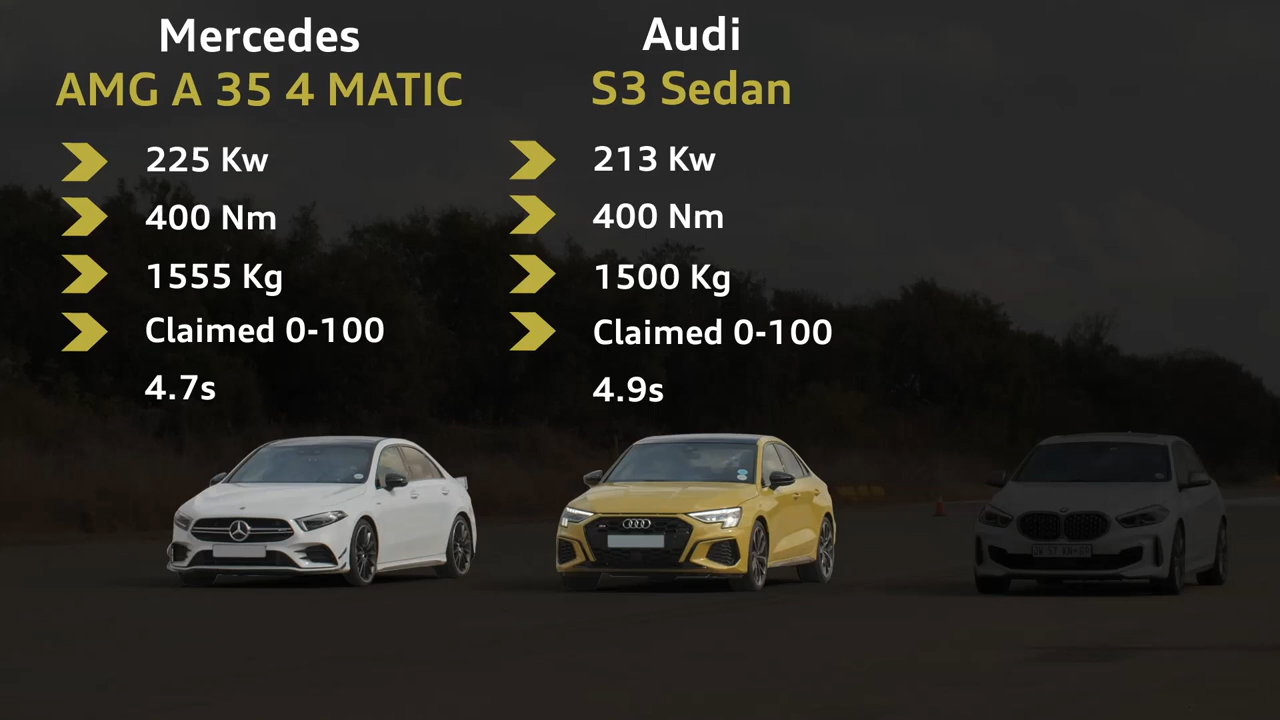 Mercedes
AMG A 35 4 MATIC
225 Kw
400 Nm
1555 Kg
Claimed 0-100
4.7s
Audi
S3 Sedan
213 Kw
400 Nm
1500 Kg
Claimed 0-100
4.9s